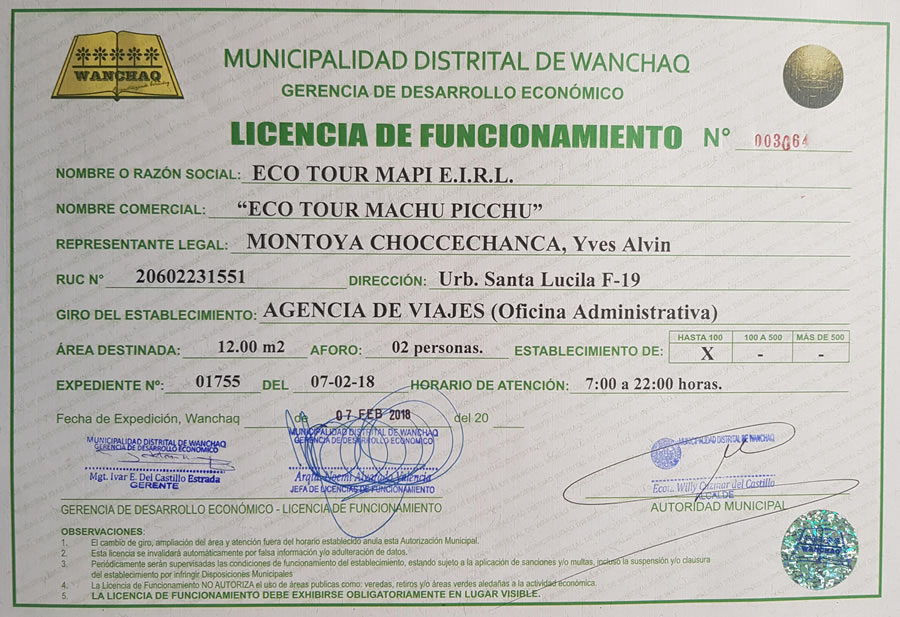 WANCHAQ
MUNICIPALIDAD DISTRITAL DE WANCHAQ
GERENCIA DE DESARROLLO ECONÓMICO
LICENCIA DE FUNCIONAMIENTO N° 003064
NOMBRE O RAZÓN SOCIAL: ECO TOUR MAPI E.I.R.L.
NOMBRE COMERCIAL: “ECO TOUR MACHU PICCHU”
REPRESENTANTE LEGAL: MONTOYA CHOCCECHANCA, Yves Alvin
RUC N° 20602231551 DIRECCIÓN: Urb. Santa Lucila F-19
GIRO DEL ESTABLECIMIENTO: AGENCIA DE VIAJES (Oficina Administrativa)
HASTA 100 100 A 500 MÁS DE 500
ÁREA DESTINADA: 12.00 m2 AFORO: 02 personas. ESTABLECIMIENTO DE: X - -
EXPEDIENTE Nº: 01755 DEL 07-02-18 HORARIO DE ATENCIÓN: 7:00 a 22:00 horas.
Fecha de Expedición, Wanchaq de 07 FEB 2018 del 20
MUNICIPALIDAD DISTRITAL DE WANCHAQ
GERENCIA DE DESARROLLO ECONOMICO
Mgt. Ivar E. Del Castillo Estrada
GERENTE
MUNICIPALIDAD DISTRITAL DE WANCHAQ
GERENCIA DE DESARROLLO ECONOMICO
Valencia
JEFA DE LICENCIAS DE FUNCIONAMIENTO
MUNICIPALIDAD DISTRITAL DE WANCHAQ
Econ. Willy Cuzmar del Castillo
ALCALDE
GERENCIA DE DESARROLLO ECONÓMICO - LICENCIA DE FUNCIONAMIENTO
AUTORIDAD MUNICIPAL
OBSERVACIONES:
1. El cambio de giro, ampliación del área y atención fuera del horario establecido anula esta Autorización Municipal.
2. Esta licencia se invalidará automáticamente por falsa información y/o adulteración de datos.
3. Periódicamente serán supervisadas las condiciones de funcionamiento del establecimiento, estando sujeto a la aplicación de sanciones y/o multas, incluso la suspensión y/o clausura
del establecimiento por infringir Disposiciones Municipales
4. La Licencia de Funcionamiento NO AUTORIZA el uso de áreas publicas como: veredas, retiros y/o áreas verdes aledañas a la actividad económica.
5. LA LICENCIA DE FUNCIONAMIENTO DEBE EXHIBIRSE OBLIGATORIAMENTE EN LUGAR VISIBLE.
WANCHAQ